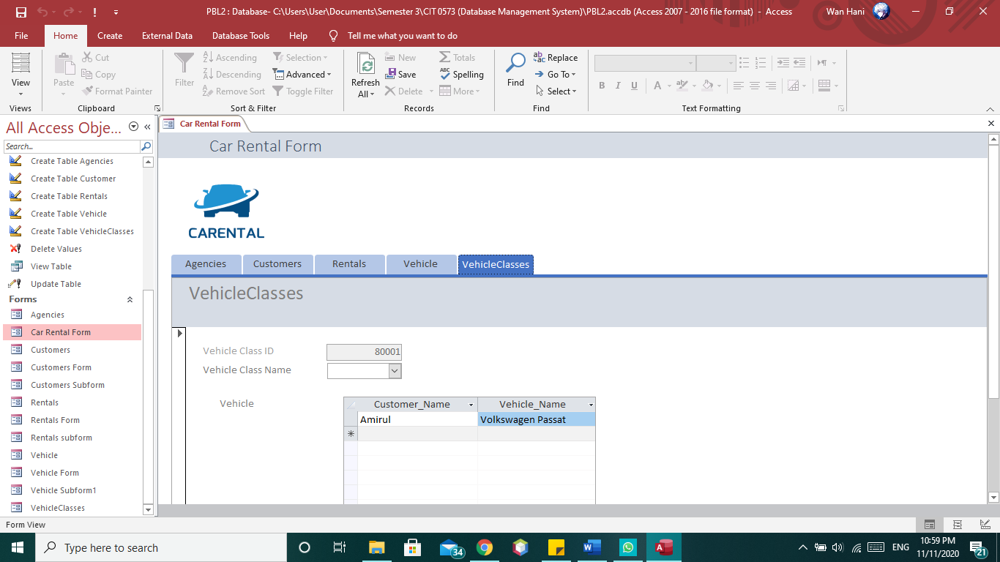 PBL2 : Database- C:\Users\User\Documents\Semester 3\CIT 0573 (Database Management System)\PBL2.accdb (Access 2007 - 2016 file format) - Access
Wan Hani
File Home Create External Data Database Tools Help Tell me what you want to do
View
Views
Paste
Cut
Copy
Format Painter
Clipboard
Filter
Ascending
Descending
Remove Sort
Selection
Advanced
Toggle Filter
Sort & Filter
Refresh
All
New
Save
Delete
Totals
Spelling
More
Records
Find
Replace
Go To
Select
Find
B I U A
Text Formatting
All Access Obje...
Search...
Create Table Agencies
Create Table Customer
Create Table Rentals
Create Table Vehicle
Create Table VehicleClasses
Delete Values
View Table
Update Table
Forms
Agencies
Car Rental Form
Customers
Customers Form
Customers Subform
Rentals
Rentals Form
Rentals subform
Vehicle
Vehicle Form
Vehicle Subform1
VehicleClasses
Car Rental Form
Car Rental Form
CARENTAL
Agencies Customers Rentals Vehicle VehicleClasses
VehicleClasses
Vehicle Class ID 80001
Vehicle Class Name
Vehicle
Customer_Name Vehicle_Name
Amirul Volkswagen Passat
Form View
Type here to search
34
ENG
10:59 PM
11/11/2020
21